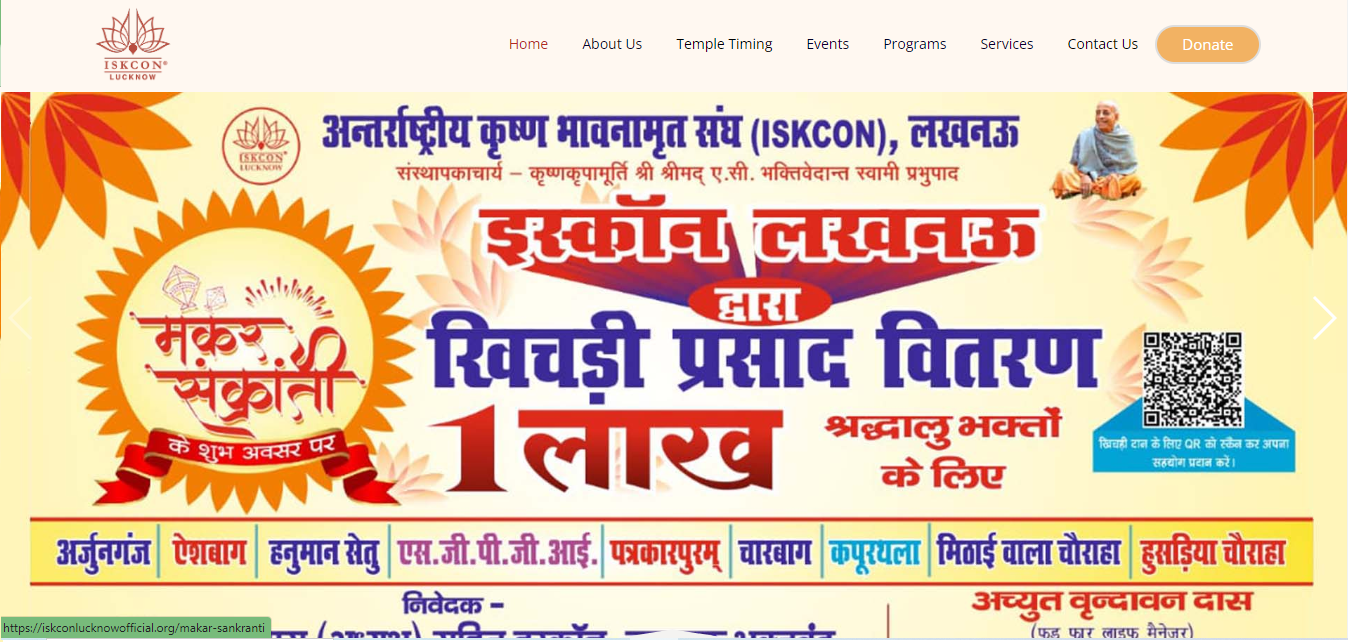 ISKCON®
LUCKNOW
Home About Us Temple Timing Events Programs Services Contact Us Donate
ISKCON®
LUCKNOW
अन्तर्राष्ट्रीय कृष्ण भावनामृत संघ (ISKCON), लखनऊ
संस्थापकाचार्य – कृष्णकृपामूर्ति श्री श्रीमद् ए.सी. भक्तिवेदान्त स्वामी प्रभुपाद
इस्कॉन लखनऊ
द्वारा
मकर
संक्रांती
के शुभ अवसर पर
खिचड़ी प्रसाद वितरण
1 लाख
श्रद्धालु भक्तों
के लिए
खिचड़ी दान के लिए QR को स्कैन कर अपना
सहयोग प्रदान करें।
अर्जुनगंज ऐशबाग हनुमान सेतु एस.जी.पी.जी.आई. पत्रकारपुरम् चारबाग कपूरथला मिठाई वाला चौराहा हुसड़िया चौराहा
निवेदक –
अच्युत वृन्दावन दास
(फूड फार लाइफ मैनेजर)
https://iskconlucknowofficial.org/makar-sankranti